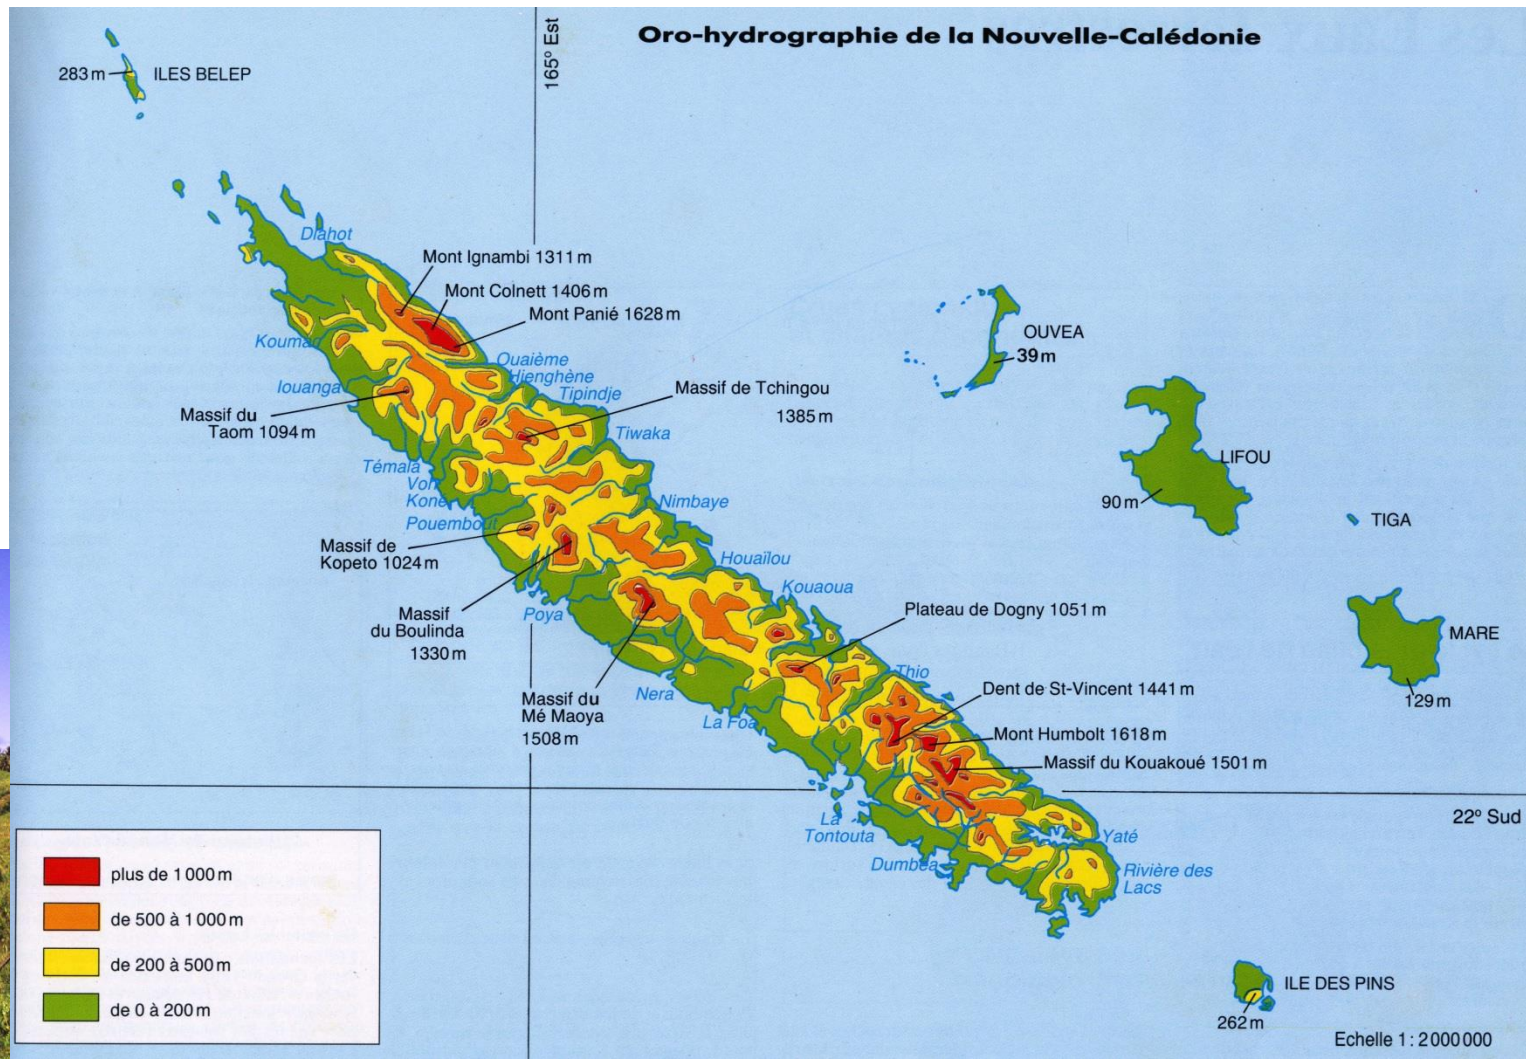 Oro-hydrographie de la Nouvelle-Calédonie
165º Est
283 m
ILES BELEP
Diahot
Mont Ignambi 1311 m
Mont Colnett 1406 m
Mont Panié 1628 m
Koumac
Ouaième
Hienghène
Iouanga
Tipindje
Massif du
Taom 1094 m
Massif de Tchingou
1385 m
Tiwaka
OUVEA
39 m
LIFOU
90 m
TIGA
MARE
129 m
Témala
Voh
Koné
Pouembout
Nimbaye
Massif de
Kopeto 1024 m
Houaïlou
Kouaoua
Massif
du Boulinda
1330 m
Poya
Plateau de Dogny 1051 m
Massif du
Mé Maoya
1508 m
Nera
La Foa
Thio
Dent de St-Vincent 1441 m
Mont Humbolt 1618 m
Massif du Kouakoué 1501 m
22º Sud
La
Tontouta
Dumbéa
Yaté
Rivière des
Lacs
ILE DES PINS
262 m
plus de 1 000 m
de 500 à 1 000 m
de 200 à 500 m
de 0 à 200 m
Echelle 1 : 2 000 000